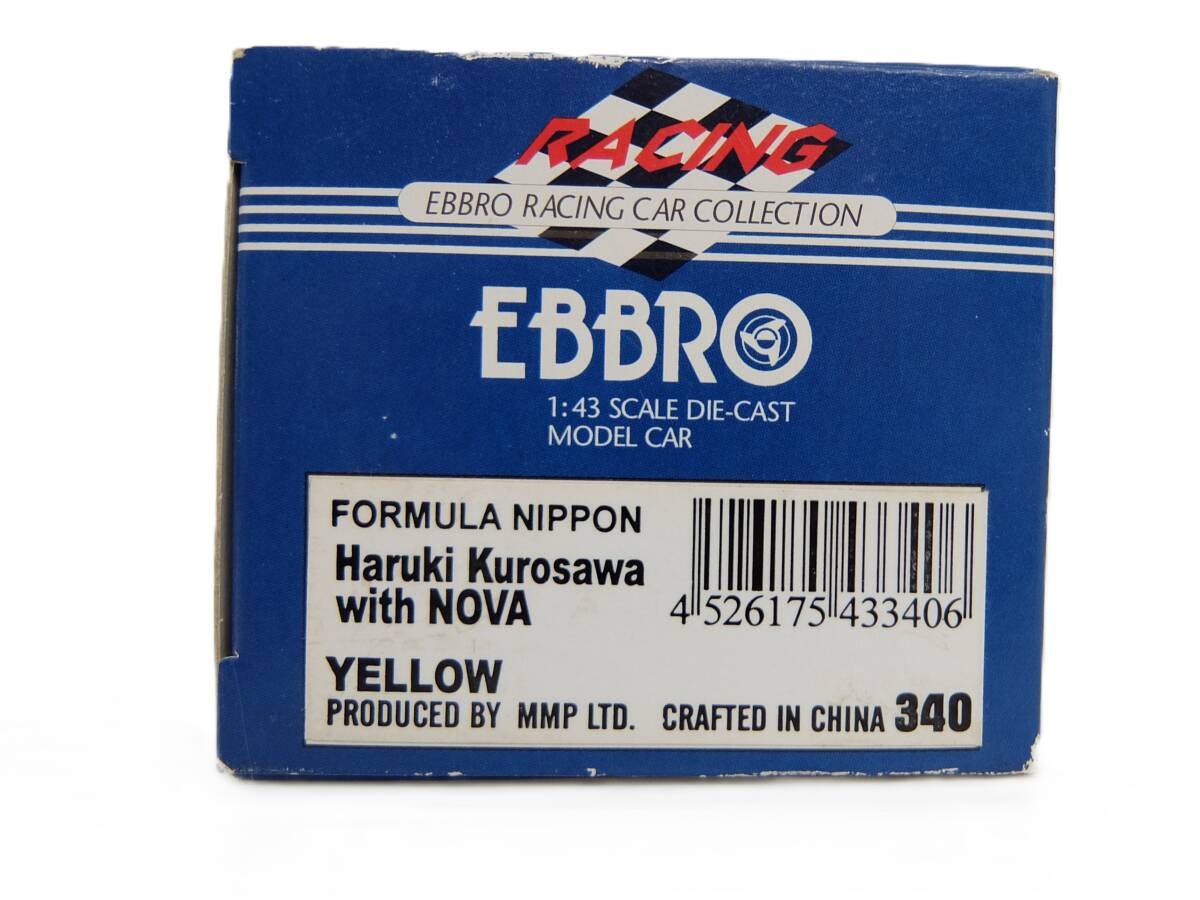 RACING
EBBRO RACING CAR COLLECTION
EBBRO
1:43 SCALE DIE-CAST
MODEL CAR
FORMULA NIPPON
Haruki Kurosawa
with NOVA
4 526175 433406
YELLOW
PRODUCED BY MMP LTD. CRAFTED IN CHINA 340